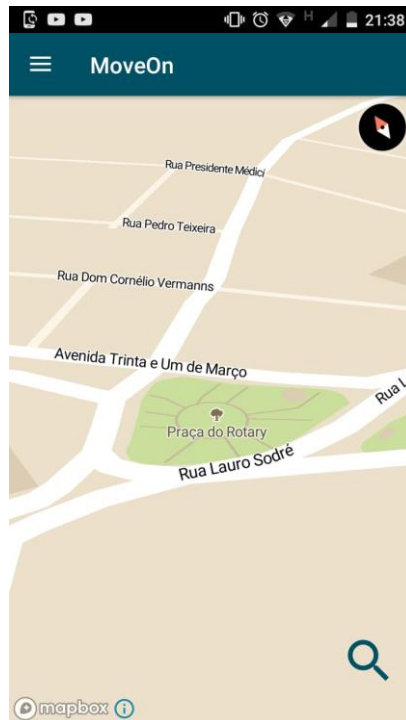 H 21:38
MoveOn
Rua Presidente Médici
Rua Pedro Teixeira
Rua Dom Cornélio Vermanns
Avenida Trinta e Um de Março
Rua L
Praça do Rotary
Rua Lauro Sodré
mapbox